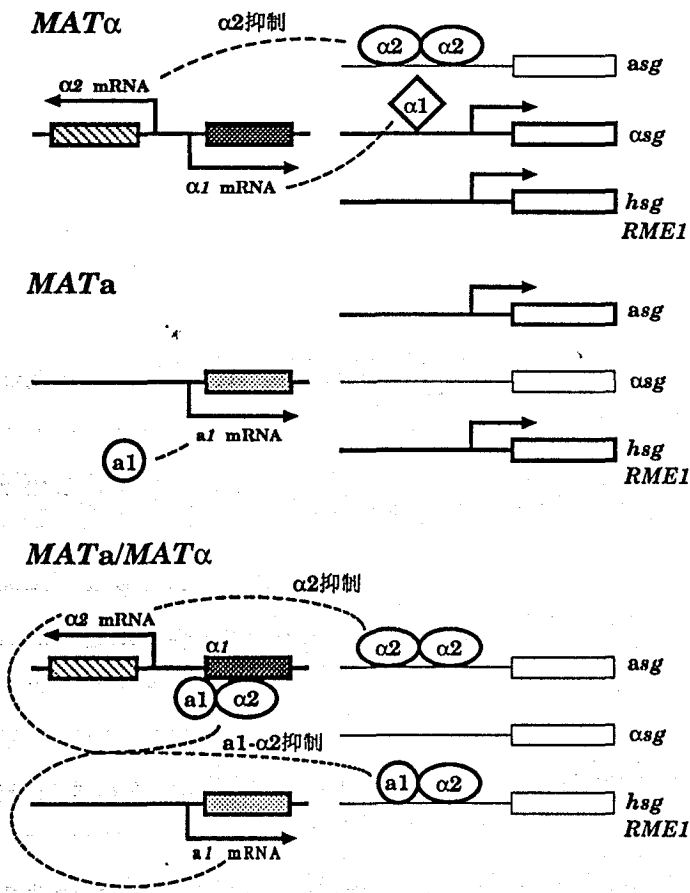 MATα
α2抑制
α2 α2
asg
α2 mRNA
α1
αsg
α1 mRNA
hsg
RME1
MATa
asg
αsg
a1 mRNA
a1
hsg
RME1
MATa/MATα
α2抑制
α2 mRNA
α1
α2 α2
asg
a1 α2
a1-α2抑制
αsg
a1 α2
hsg
RME1
a1 mRNA